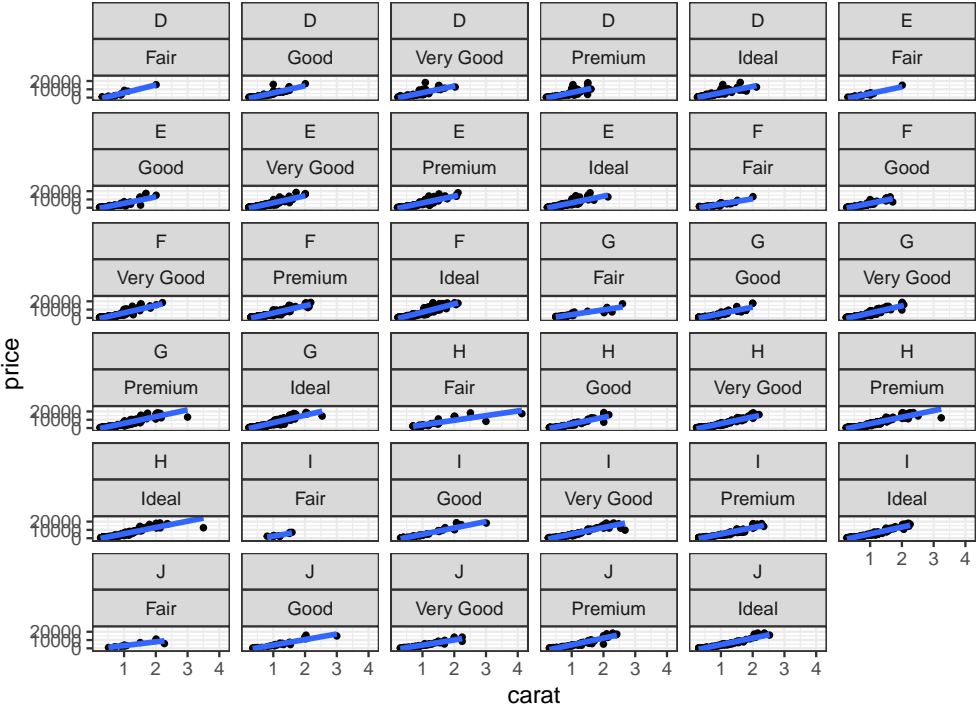 D D D D D E
Fair Good Very Good Premium Ideal Fair
20000
10000
0
E E E E F F
Good Very Good Premium Ideal Fair Good
20000
10000
0
F F F G G G
Very Good Premium Ideal Fair Good Very Good
20000
10000
0
G G H H H H
Premium Ideal Fair Good Very Good Premium
20000
10000
0
H I I I I I
Ideal Fair Good Very Good Premium Ideal
20000
10000
0
1 2 3 4
J J J J J
Fair Good Very Good Premium Ideal
20000
10000
0
1 2 3 4 1 2 3 4 1 2 3 4 1 2 3 4 1 2 3 4
carat
price